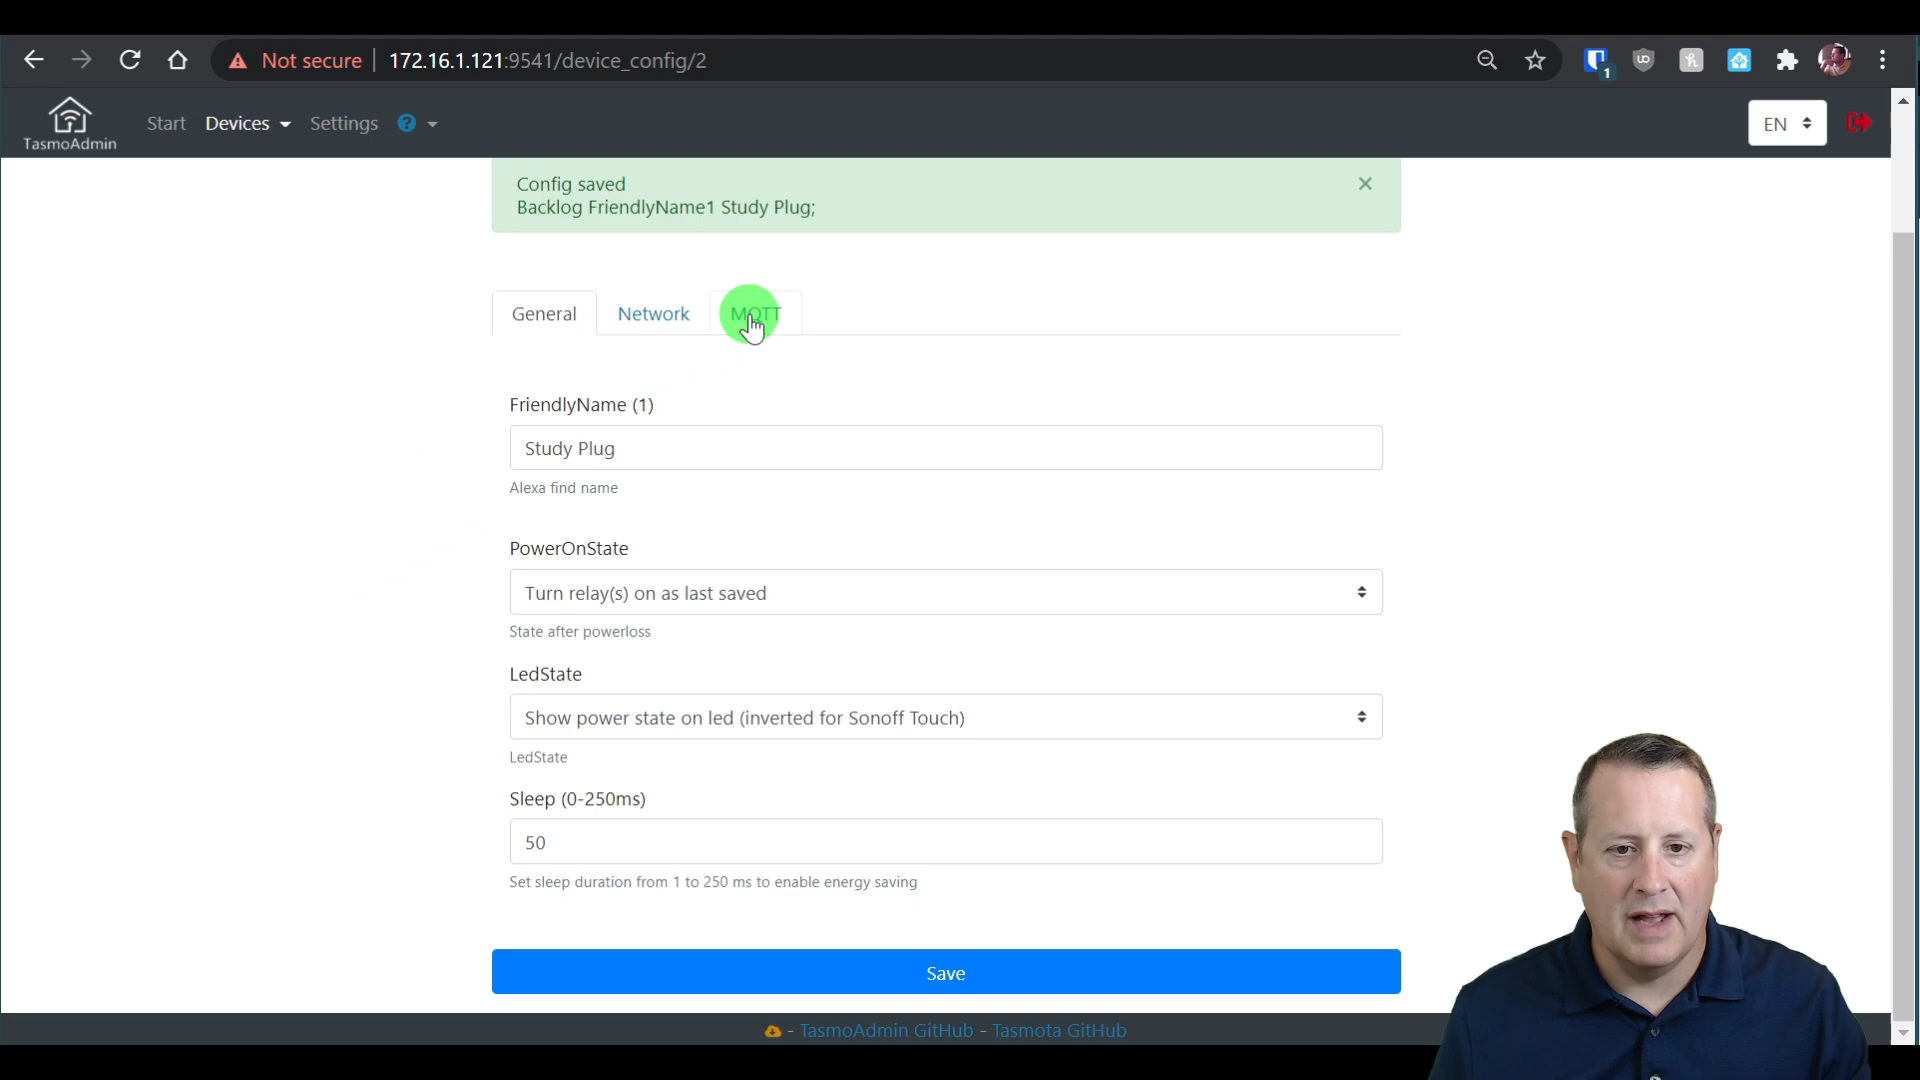 Not secure
172.16.1.121:9541/device_config/2
1
TasmoAdmin
Start
Devices
Settings
?
EN
Config saved
×
Backlog FriendlyName1 Study Plug;
General
Network
MQTT
FriendlyName (1)
Study Plug
Alexa find name
PowerOnState
Turn relay(s) on as last saved
State after powerloss
LedState
Show power state on led (inverted for Sonoff Touch)
LedState
Sleep (0-250ms)
50
Set sleep duration from 1 to 250 ms to enable energy saving
Save
- TasmoAdmin GitHub - Tasmota GitHub